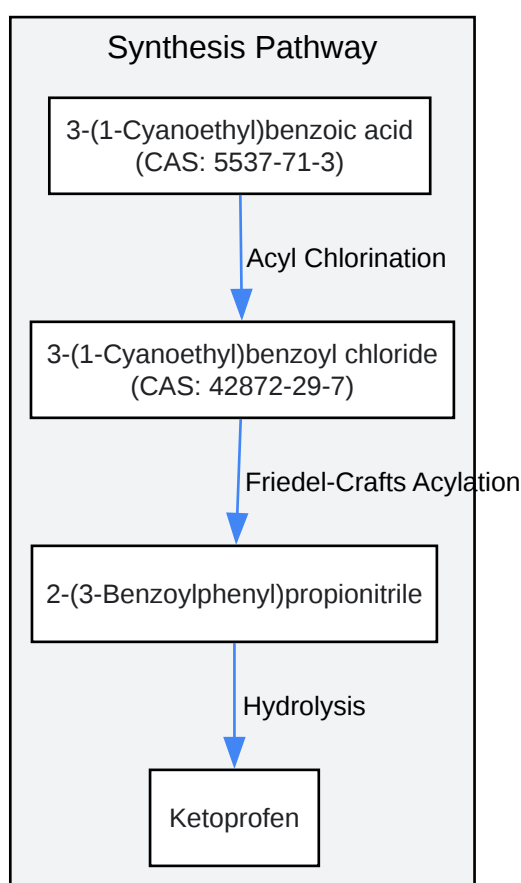 Synthesis Pathway
3-(1-Cyanoethyl)benzoic acid
(CAS: 5537-71-3)
Acyl Chlorination
3-(1-Cyanoethyl)benzoyl chloride
(CAS: 42872-29-7)
Friedel-Crafts Acylation
2-(3-Benzoylphenyl)propionitrile
Hydrolysis
Ketoprofen